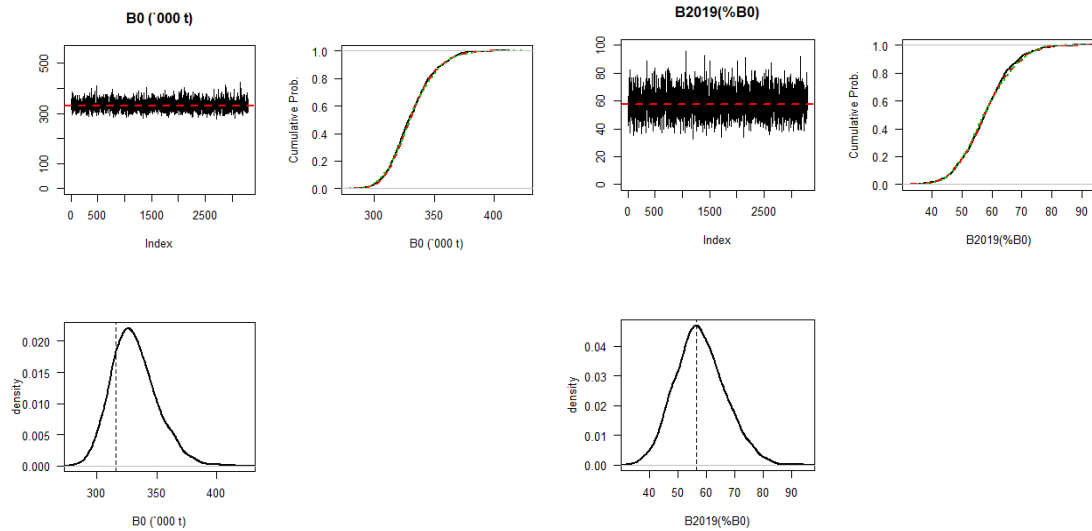 B0 (`000 t)
0 100 300 500
0 500 1500 2500
Index
Cumulative Prob.
0.0 0.2 0.4 0.6 0.8 1.0
300 350 400
B0 (`000 t)
B2019(%B0)
0 20 40 60 80 100
0 500 1500 2500
Index
Cumulative Prob.
0.0 0.2 0.4 0.6 0.8 1.0
40 50 60 70 80 90
B2019(%B0)
density
0.000 0.005 0.010 0.015 0.020
300 350 400
B0 (`000 t)
density
0.00 0.01 0.02 0.03 0.04
40 50 60 70 80 90
B2019(%B0)